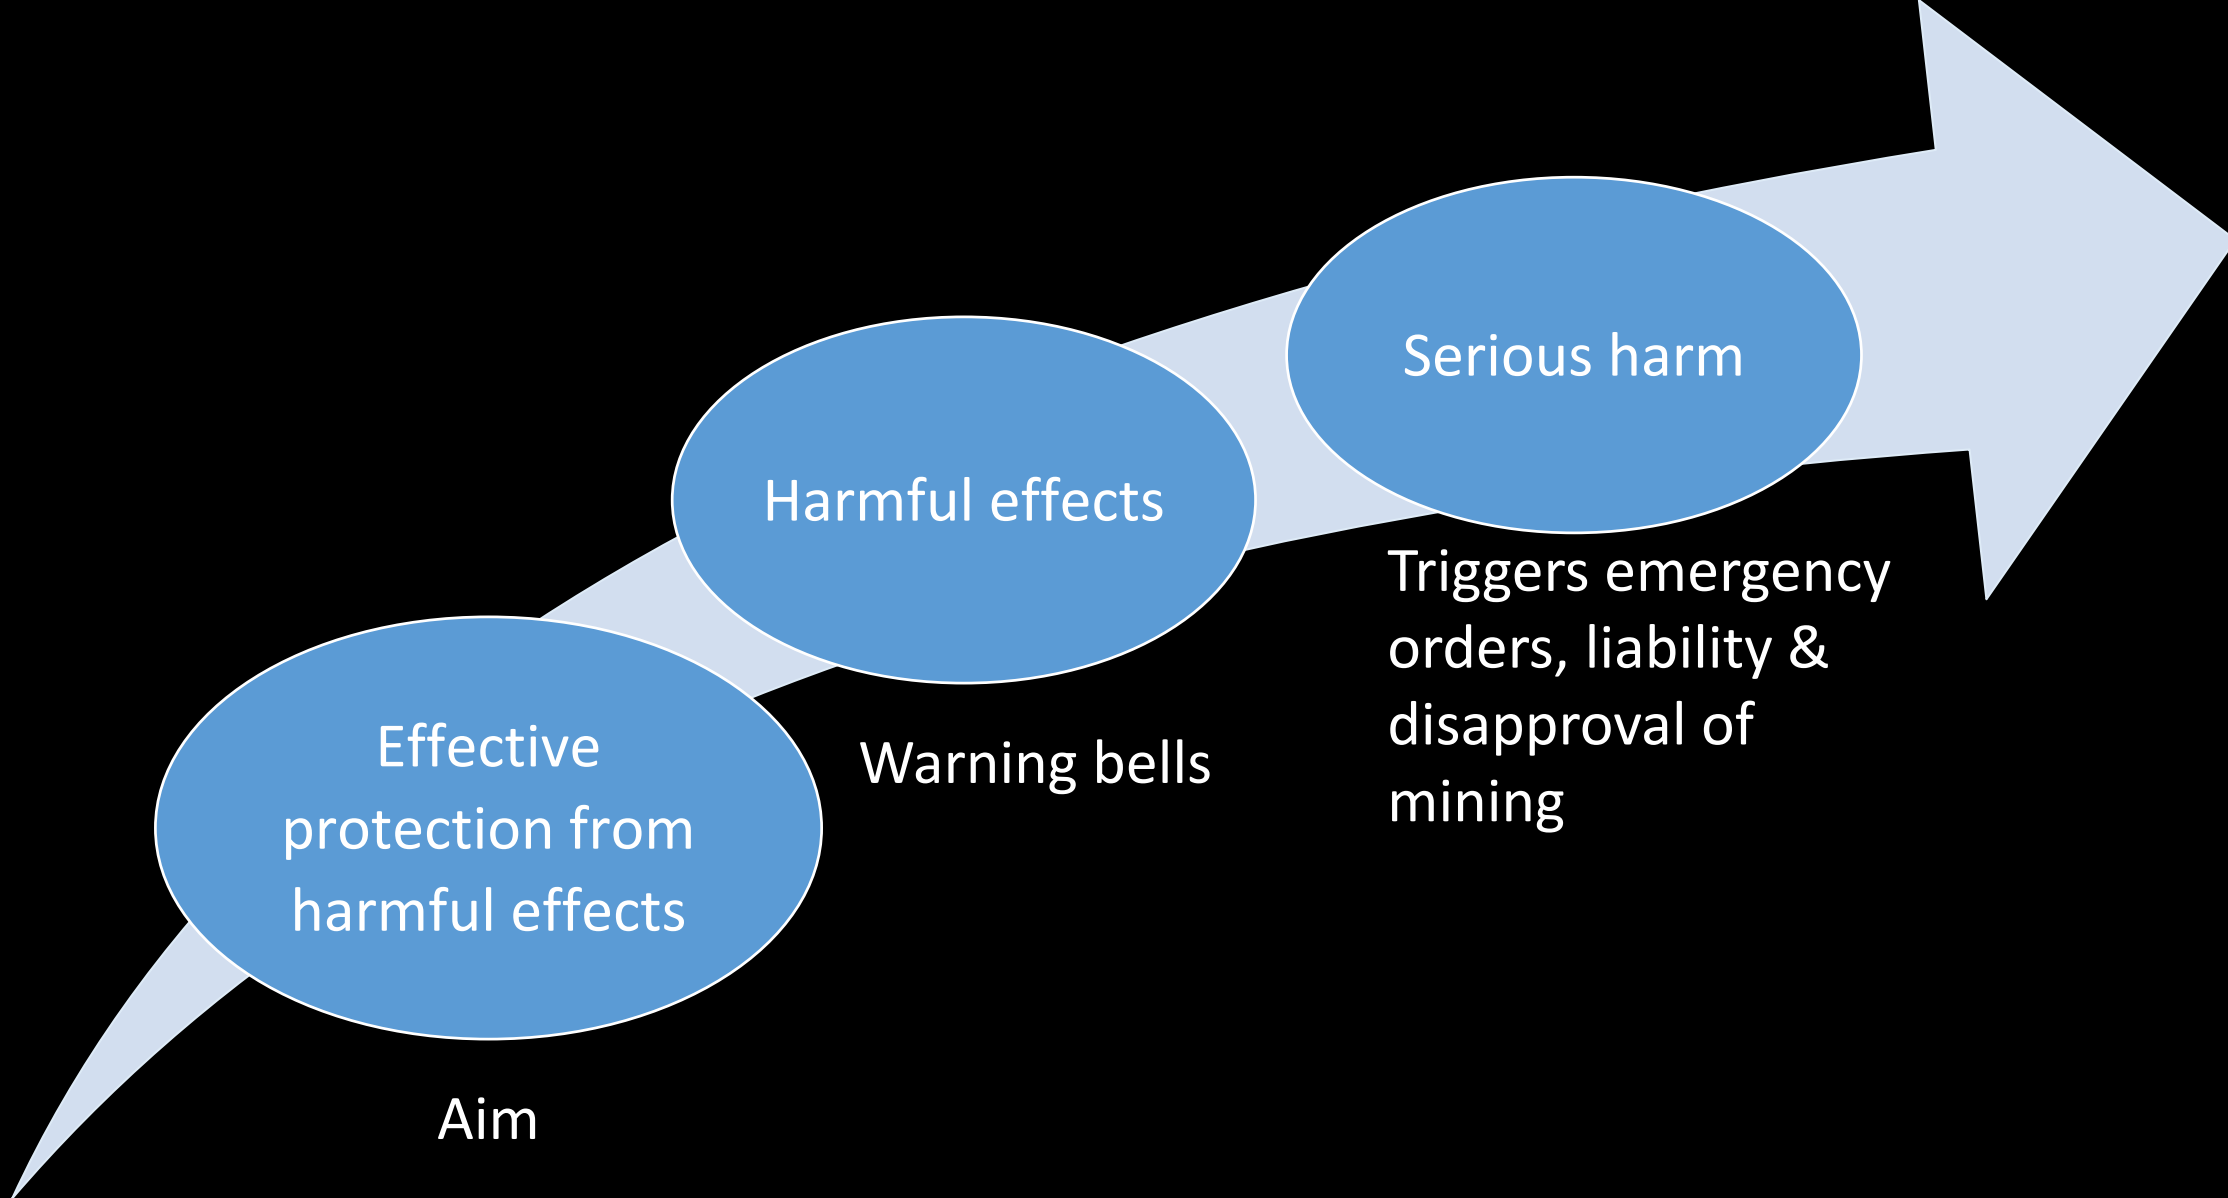 Effective
protection from
harmful effects
Aim
Harmful effects
Warning bells
Serious harm
Triggers emergency
orders, liability &
disapproval of
mining